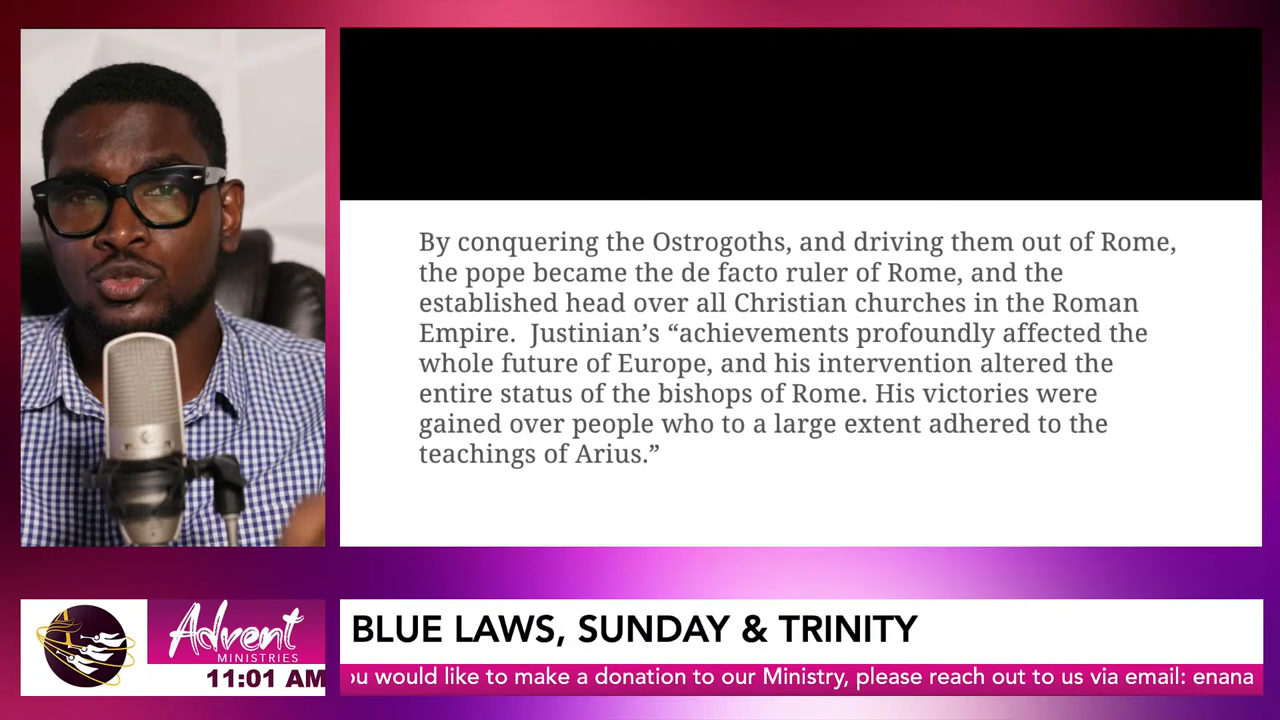 By conquering the Ostrogoths, and driving them out of Rome,
the pope became the de facto ruler of Rome, and the
established head over all Christian churches in the Roman
Empire.  Justinian’s “achievements profoundly affected the
whole future of Europe, and his intervention altered the
entire status of the bishops of Rome. His victories were
gained over people who to a large extent adhered to the
teachings of Arius.”
Advent
MINISTRIES
11:01 AM
BLUE LAWS, SUNDAY & TRINITY
ou would like to make a donation to our Ministry, please reach out to us via email: enana